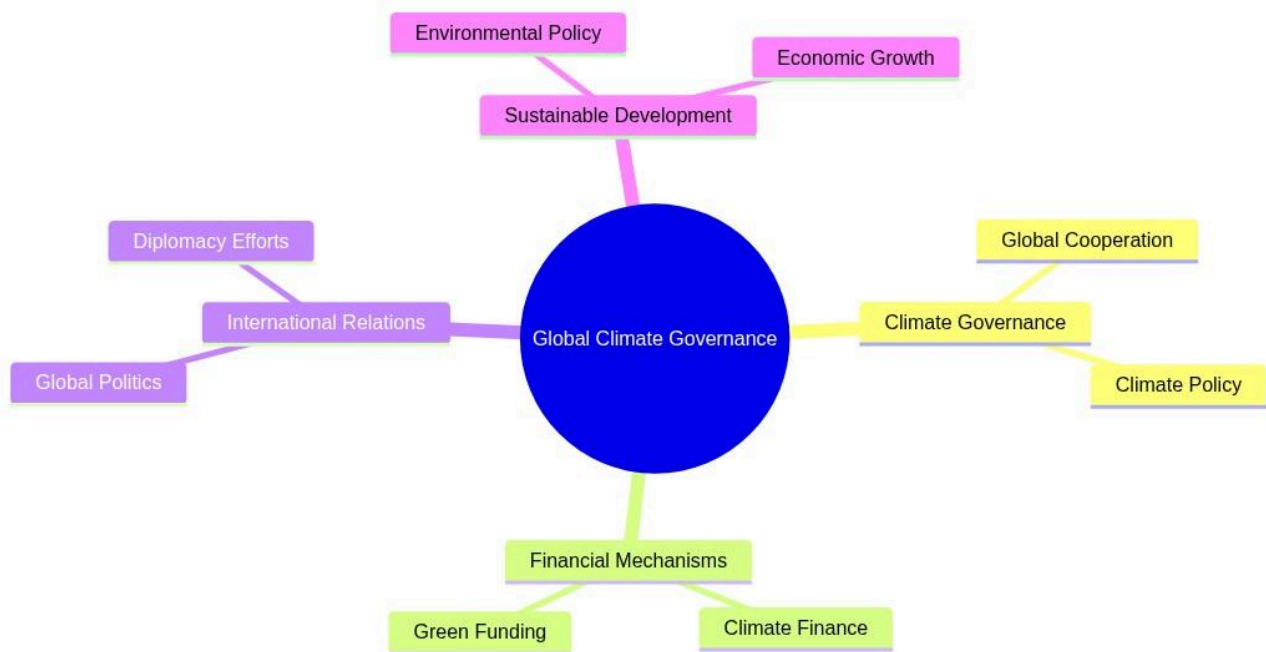 Environmental Policy
Economic Growth
Sustainable Development
Diplomacy Efforts
Global Cooperation
International Relations
Global Climate Governance
Climate Governance
Global Politics
Climate Policy
Financial Mechanisms
Green Funding
Climate Finance